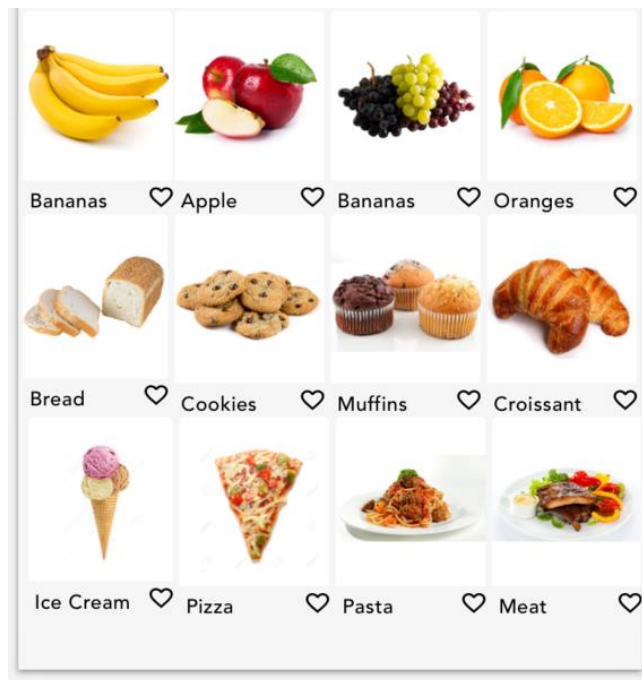 Bananas Apple Bananas Oranges
Bread Cookies Muffins Croissant
Ice Cream Pizza Pasta Meat